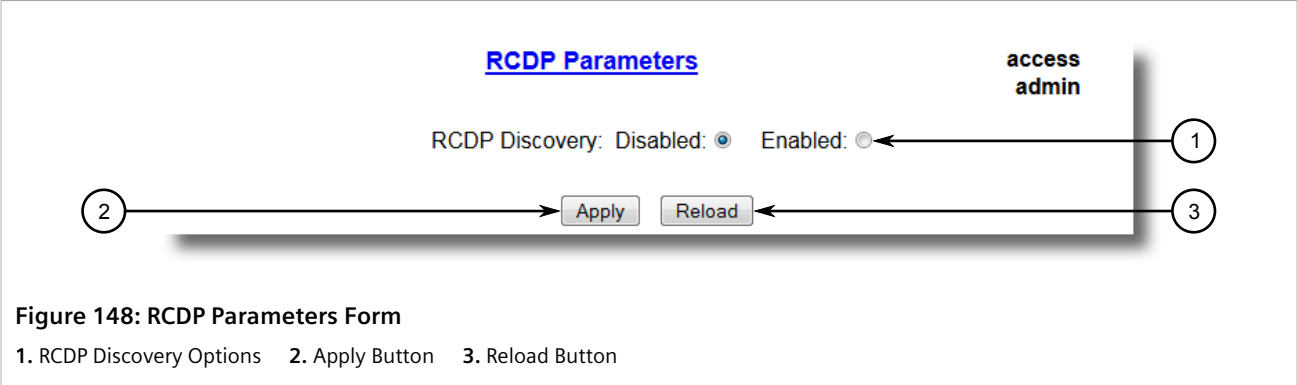 RCDP Parameters
access
admin
RCDP Discovery: Disabled: Enabled:
1
2
Apply Reload
3
Figure 148: RCDP Parameters Form
1. RCDP Discovery Options 2. Apply Button 3. Reload Button